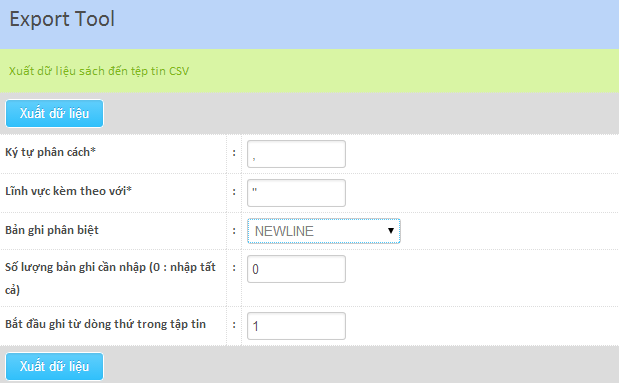 Export Tool
Xuất dữ liệu sách đến tệp tin CSV
Xuất dữ liệu
Ký tự phân cách* : ,
Lĩnh vực kèm theo với* : "
Bản ghi phân biệt : NEWLINE
Số lượng bản ghi cần nhập (0 : nhập tất : 0
cả)
Bắt đầu ghi từ dòng thứ trong tập tin : 1
Xuất dữ liệu